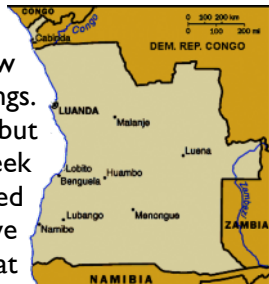 CONGO
0 100 200 km
0 100 200 mi
Cabinda
Congo
DEM. REP. CONGO
ngs.
LUANDA
Malanje
but
Luena
eek
Lobito
Benguela
Huambo
ed
Zambezi
Lubango
Menongue
ZAMBIA
ve
Namibe
at
NAMIBIA